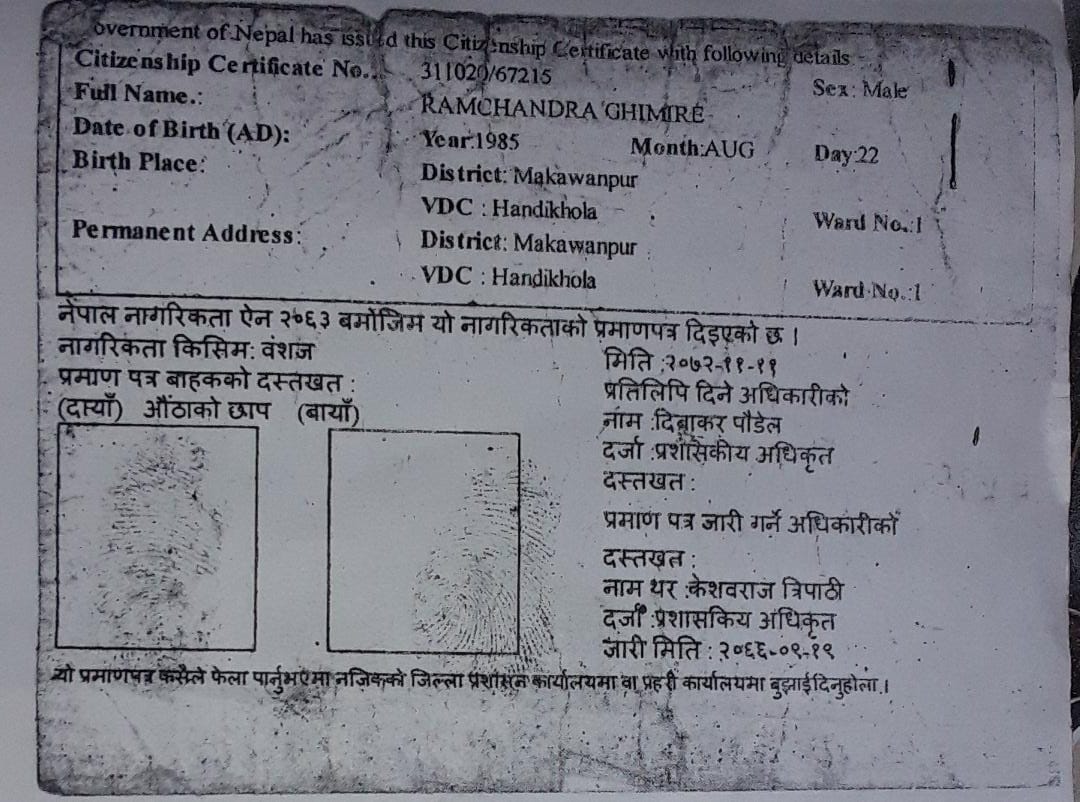 overnment of Nepal has issued this Citizenship Certificate with following details
Citizenship Certificate No.. 311020/67215 Sex: Male
Full Name.: RAMCHANDRA GHIMIRE
Date of Birth (AD): Year:1985 Month:AUG Day:22
Birth Place: District: Makawanpur
VDC : Handikhola Ward No.:1
Permanent Address: District: Makawanpur
VDC : Handikhola Ward No.:1
नेपाल नागरिकता ऐन २०६३ बमोजिम यो नागरिकताको प्रमाणपत्र दिइएको छ ।
नागरिकता किसिम: वंशज
प्रमाण पत्र बाहकको दस्तखत :
(दायाँ) औंठाको छाप (बायाँ)
मिति :२०७२-११-१९
प्रतिलिपि दिने अधिकारीको
नाम :दिबाकर पौडेल
दर्जा :प्रशासिकीय अधिकृत
दस्तखत :
प्रमाण पत्र जारी गर्ने अधिकारीको
दस्तखत :
नाम थर :केशवराज त्रिपाठी
दर्जा :प्रशासकिय अधिकृत
जारी मिति : २०६६-०९-१९
यो प्रमाणपत्र कसैले फेला पार्नुभएमा नजिकको जिल्ला प्रशासन कार्यालयमा वा प्रहरी कार्यालयमा बुझाईदिनुहोला ।